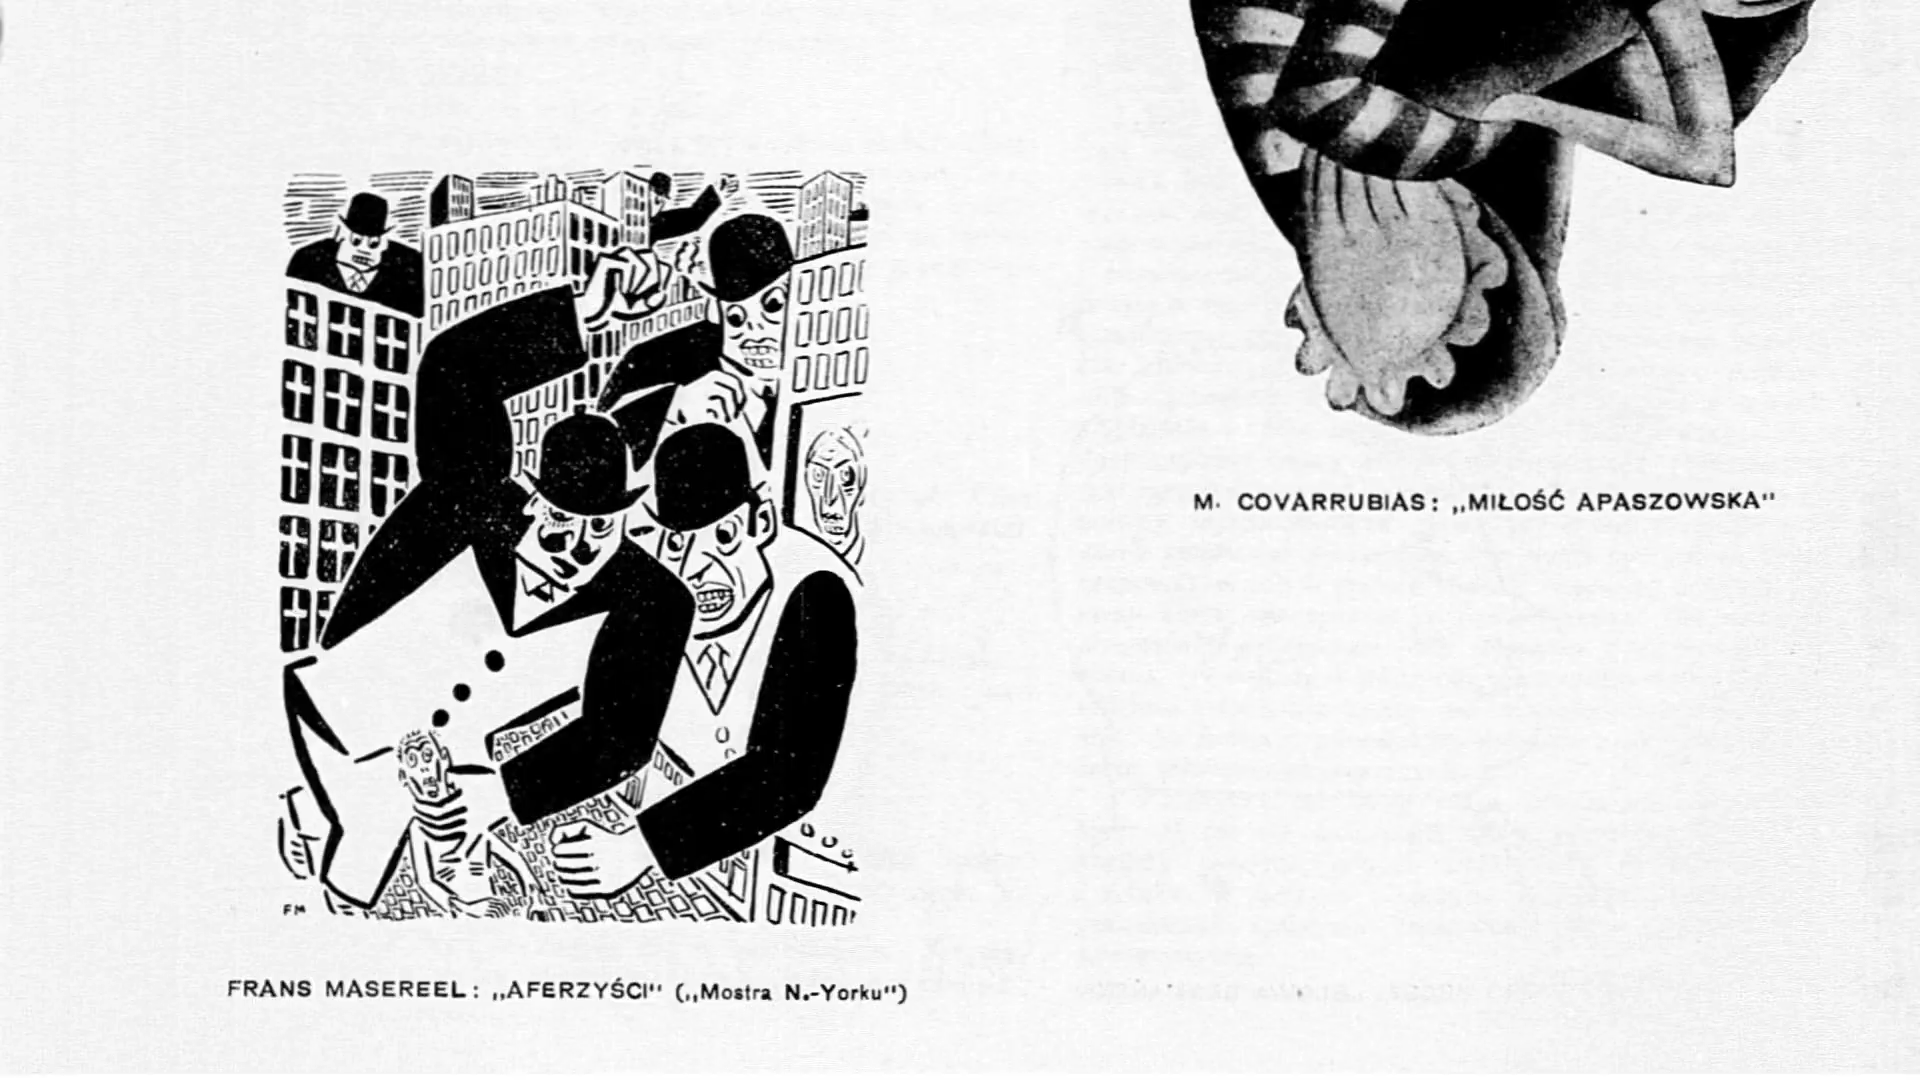 M. COVARRUBIAS: „MIŁOŚĆ APASZOWSKA"
FM
FRANS MASEREEL: „AFERZYŚCI" („Mostra N.-Yorku")